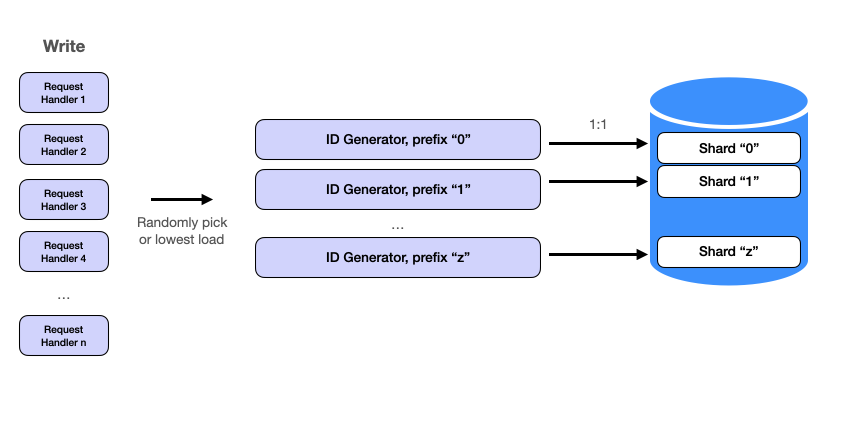 Write
Request
Handler 1
Request
Handler 2
Request
Handler 3
Request
Handler 4
...
Request
Handler n
Randomly pick
or lowest load
ID Generator, prefix “0”
ID Generator, prefix “1”
...
ID Generator, prefix “z”
1:1
Shard “0”
Shard “1”
Shard “z”